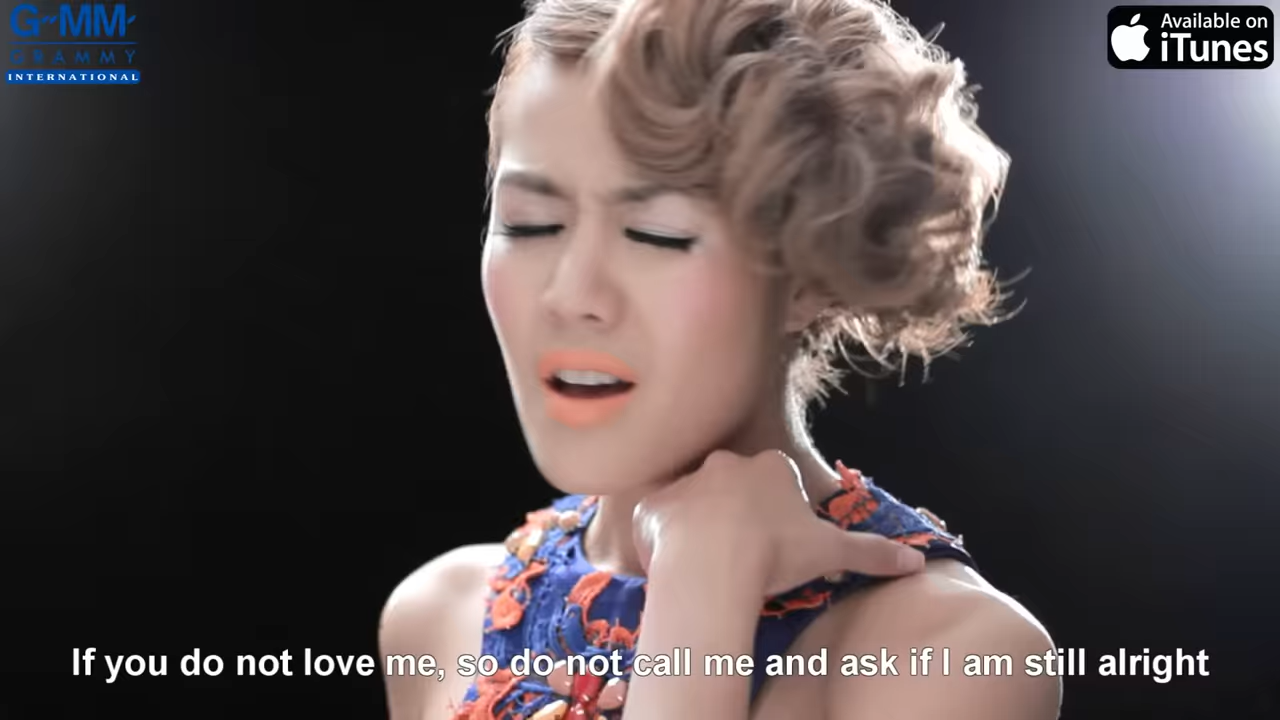 G-MM-
GRAMMY
INTERNATIONAL
Available on
iTunes
If you do not love me, so do not call me and ask if I am still alright